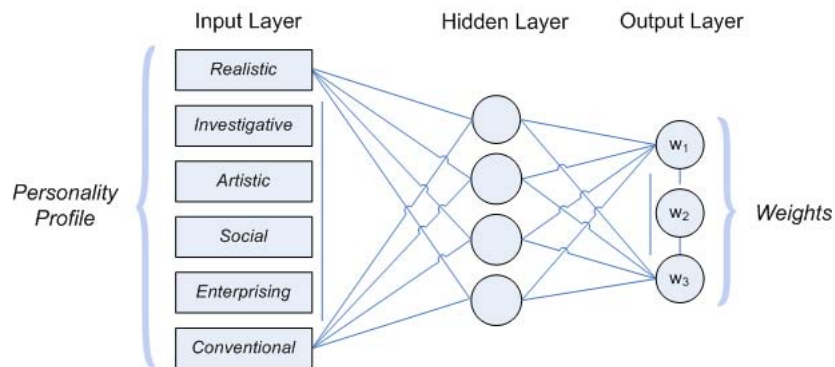 Input Layer
Hidden Layer
Output Layer
Realistic
Investigative
Artistic
Social
Enterprising
Conventional
Personality
Profile
w₁
w₂
w₃
Weights